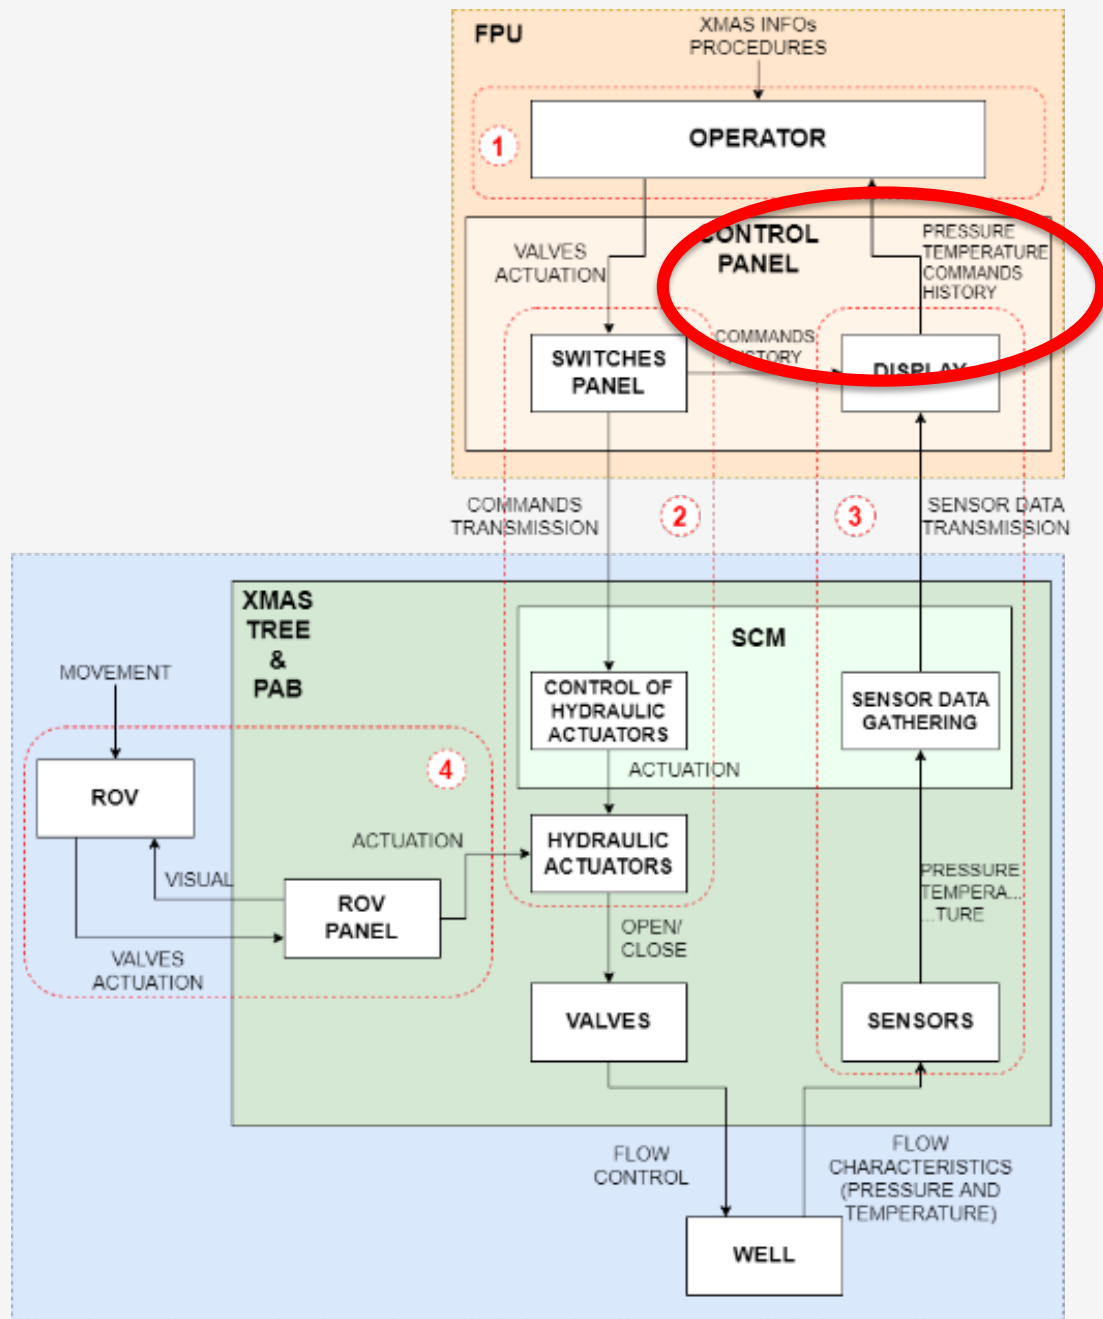 FPU
XMAS INFOs
PROCEDURES
1
OPERATOR
VALVES
ACTUATION
CONTROL
PANEL
PRESSURE
TEMPERATURE
COMMANDS
HISTORY
SWITCHES
PANEL
COMMANDS
HISTORY
DISPLAY
COMMANDS
TRANSMISSION
2
3
SENSOR DATA
TRANSMISSION
XMAS
TREE
&
PAB
SCM
MOVEMENT
CONTROL OF
HYDRAULIC
ACTUATORS
SENSOR DATA
GATHERING
ACTUATION
4
ROV
ACTUATION
HYDRAULIC
ACTUATORS
VISUAL
ROV
PANEL
PRESSURE
TEMPERA...
...TURE
OPEN/
CLOSE
VALVES
ACTUATION
VALVES
SENSORS
FLOW
CONTROL
FLOW
CHARACTERISTICS
(PRESSURE AND
TEMPERATURE)
WELL